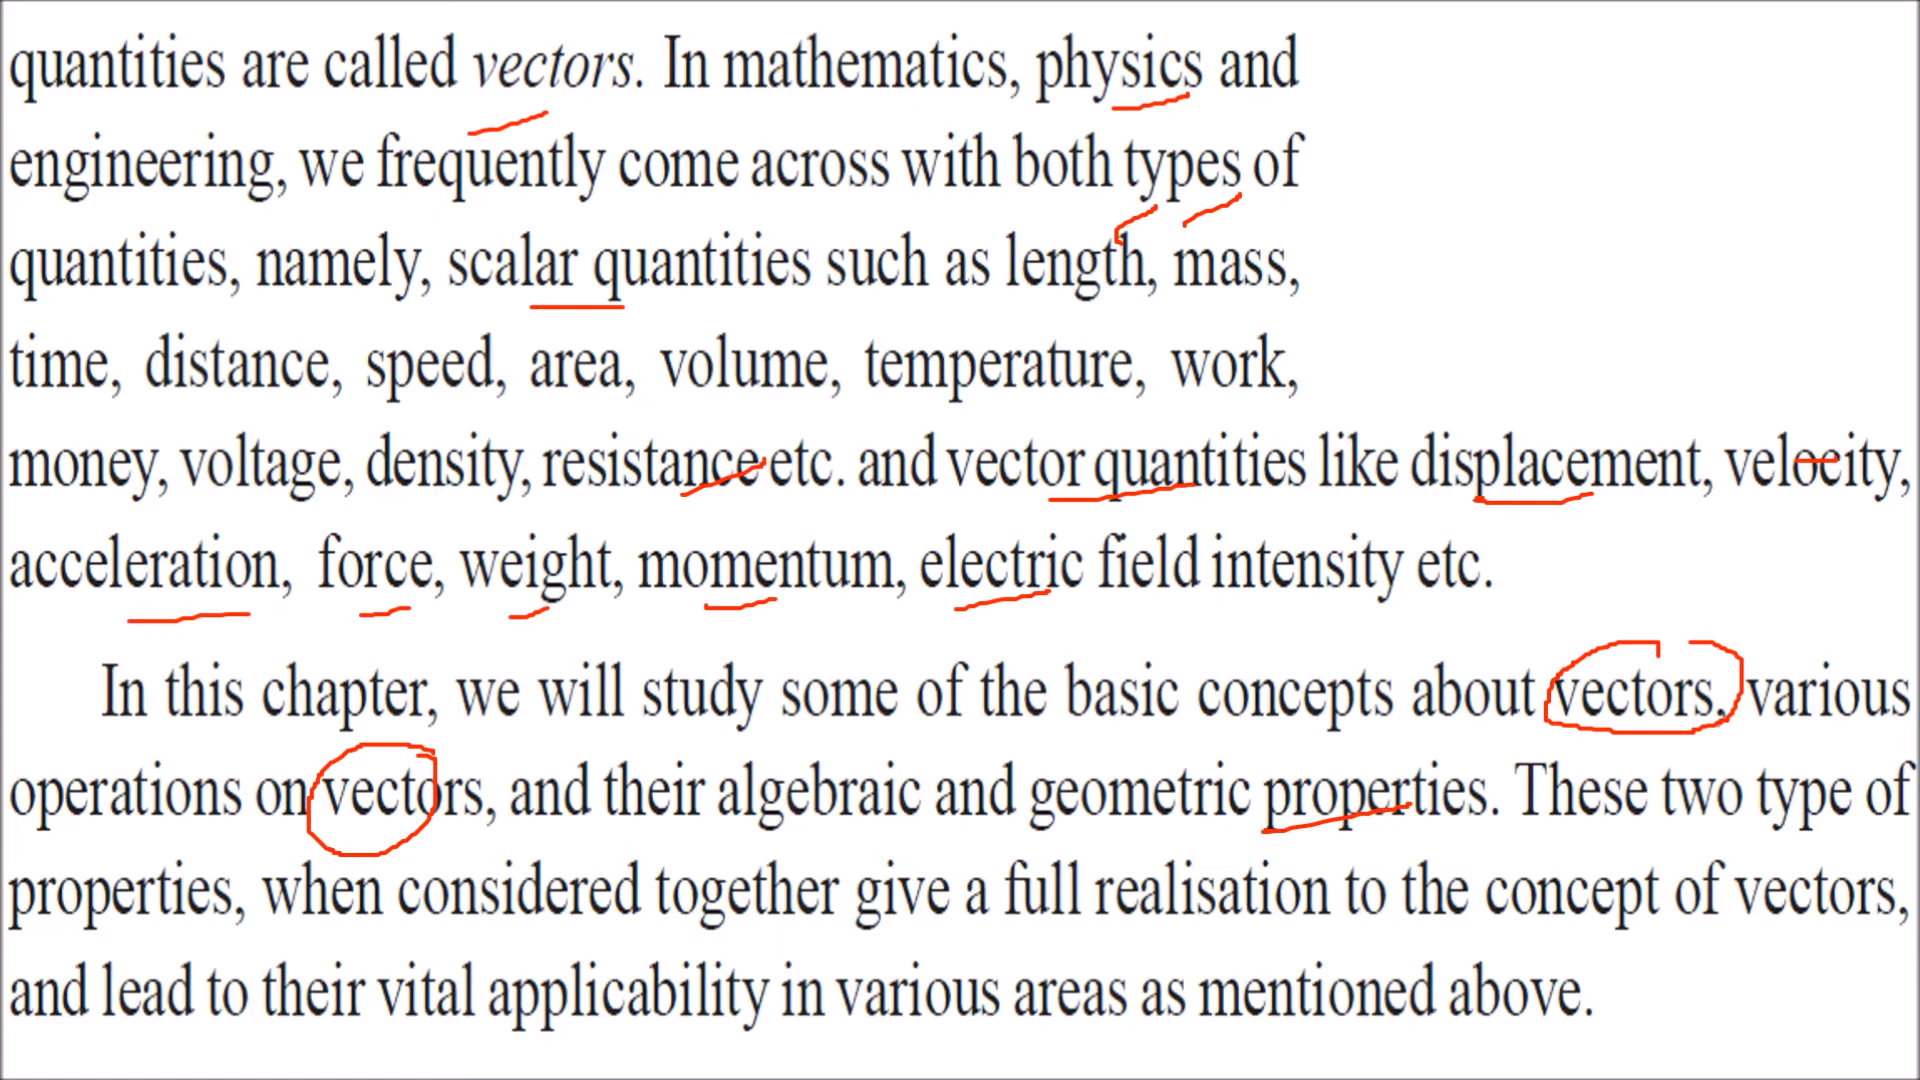 quantities are called vectors. In mathematics, physics and
engineering, we frequently come across with both types of
quantities, namely, scalar quantities such as length, mass,
time, distance, speed, area, volume, temperature, work,
money, voltage, density, resistance etc. and vector quantities like displacement, velocity,
acceleration, force, weight, momentum, electric field intensity etc.
In this chapter, we will study some of the basic concepts about vectors, various
operations on vectors, and their algebraic and geometric properties. These two type of
properties, when considered together give a full realisation to the concept of vectors,
and lead to their vital applicability in various areas as mentioned above.